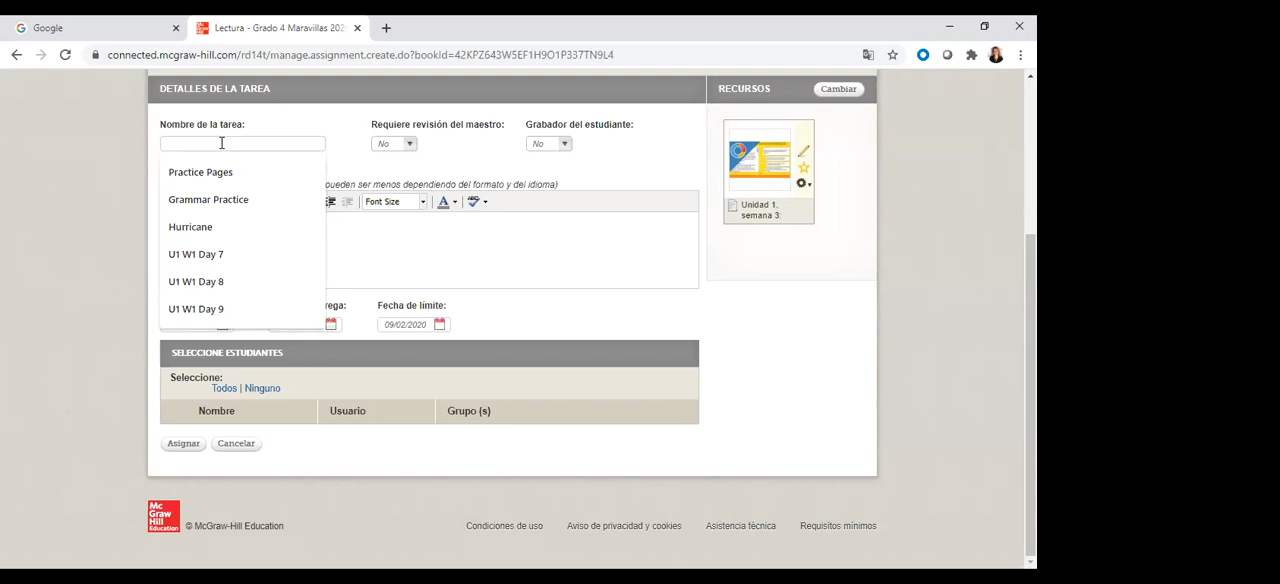 Google
Lectura - Grado 4 Maravillas 202
connected.mcgraw-hill.com/rd14t/manage.assignment.create.do?bookId=42KPZ643W5EF1H9O1P337TN9L4
DETALLES DE LA TAREA
RECURSOS
Cambiar
Nombre de la tarea:
Requiere revisión del maestro:
Grabador del estudiante:
No
No
Practice Pages
pueden ser menos dependiendo del formato y del idioma)
Grammar Practice
Font Size
A
ABC
Unidad 1,
semana 3:
Hurricane
U1 W1 Day 7
U1 W1 Day 8
U1 W1 Day 9
rega:
Fecha de límite:
09/02/2020
SELECCIONE ESTUDIANTES
Seleccione:
Todos | Ninguno
Nombre
Usuario
Grupo (s)
Asignar
Cancelar
Mc
Graw
Hill
Education
© McGraw-Hill Education
Condiciones de uso
Aviso de privacidad y cookies
Asistencia técnica
Requisitos mínimos